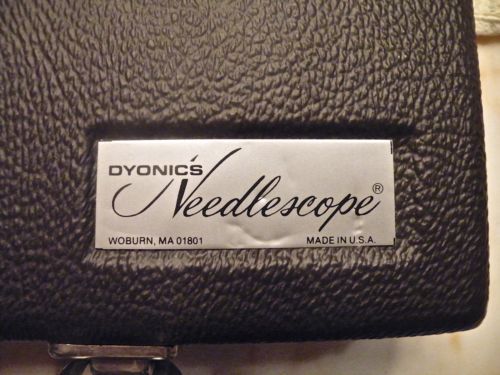 DYONICS
Needlescope®
WOBURN, MA 01801
MADE IN U.S.A.